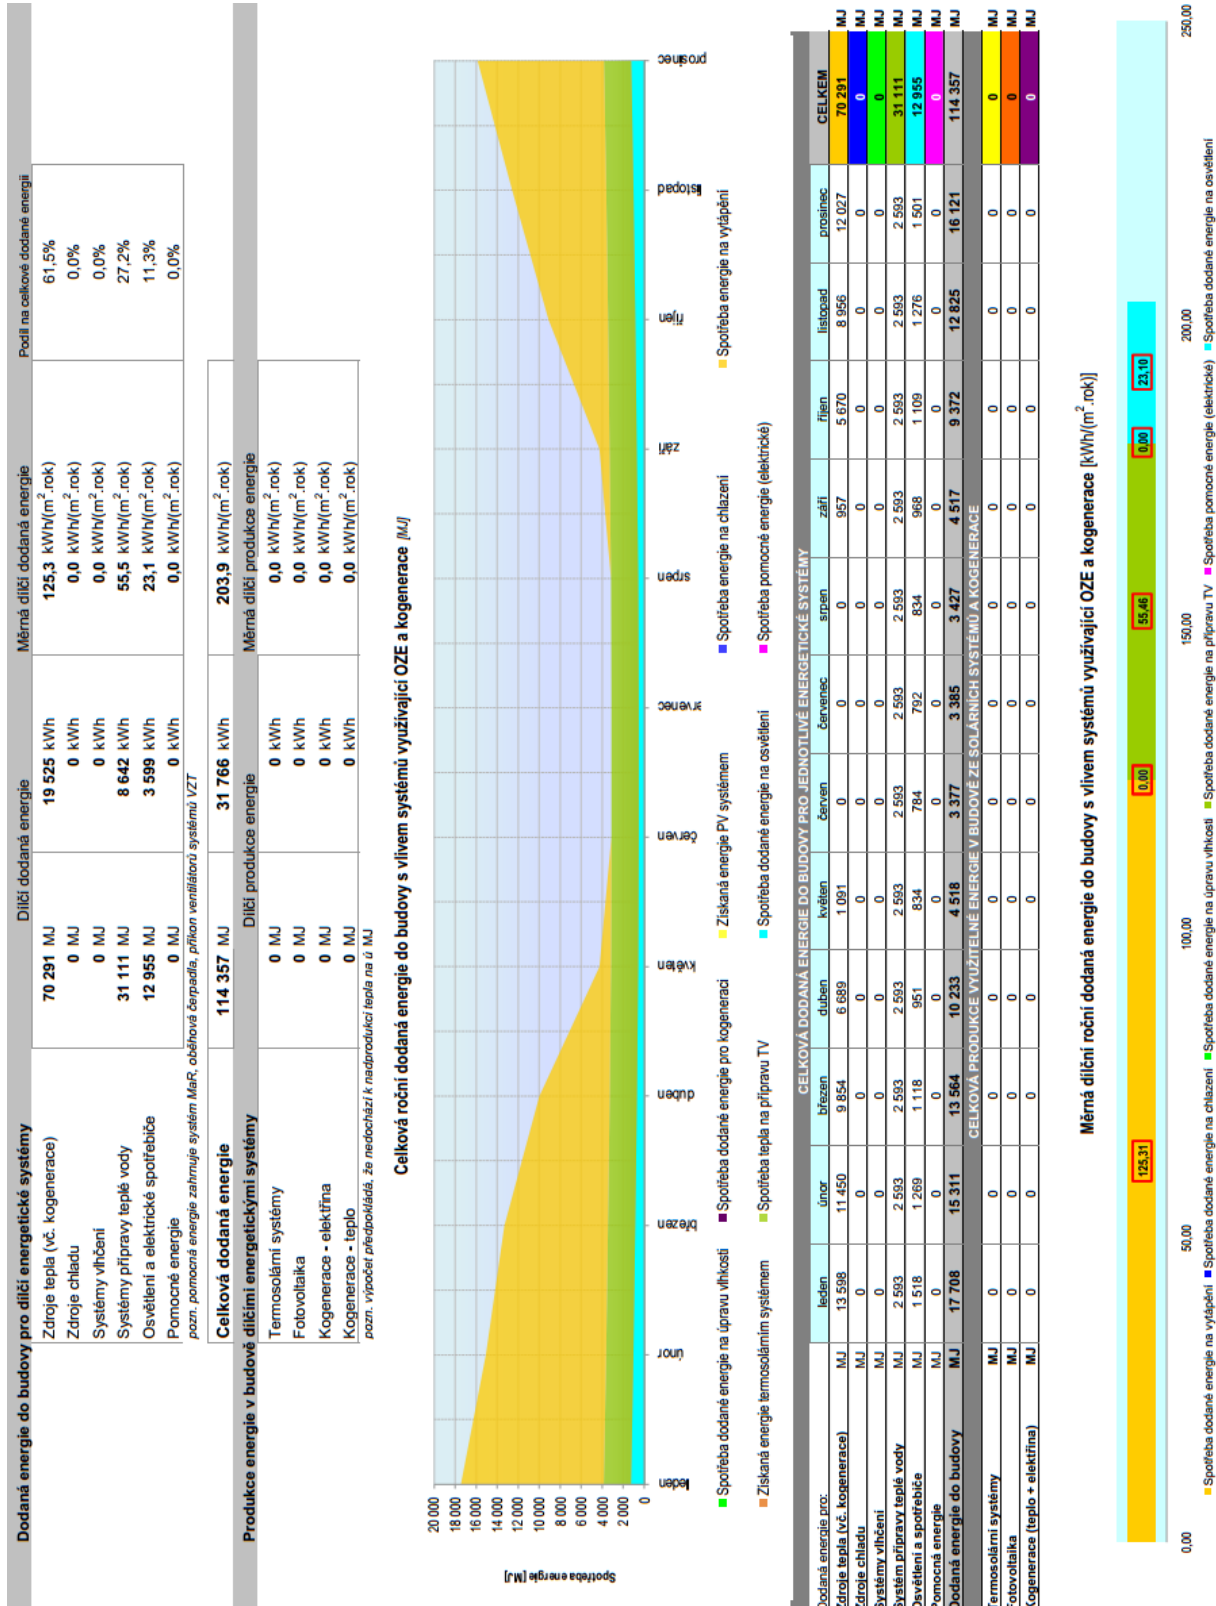 Dodaná energie do budovy pro dílčí energetické systémy Dílčí dodaná energie Měrná dílčí dodaná energie Podíl na celkové dodané energii
Zdroje tepla (vč. kogenerace) 70 291 MJ 19 525 kWh 125,3 kWh/(m².rok) 61,5%
Zdroje chladu 0 MJ 0 kWh 0,0 kWh/(m².rok) 0,0%
Systémy vlhčení 0 MJ 0 kWh 0,0 kWh/(m².rok) 0,0%
Systémy přípravy teplé vody 31 111 MJ 8 642 kWh 55,5 kWh/(m².rok) 27,2%
Osvětlení a elektrické spotřebiče 12 955 MJ 3 599 kWh 23,1 kWh/(m².rok) 11,3%
Pomocné energie 0 MJ 0 kWh 0,0 kWh/(m².rok) 0,0%
pozn. pomocná energie zahrnuje systém MaR, oběhová čerpadla, příkon ventilátorů systémů VZT
Celková dodaná energie 114 357 MJ 31 766 kWh 203,9 kWh/(m².rok)
Produkce energie v budově dílčími energetickými systémy Dílčí produkce energie Měrná dílčí produkce energie
Termosolární systémy 0 MJ 0 kWh 0,0 kWh/(m².rok)
Fotovoltaika 0 MJ 0 kWh 0,0 kWh/(m².rok)
Kogenerace - elektřina 0 MJ 0 kWh 0,0 kWh/(m².rok)
Kogenerace - teplo 0 MJ 0 kWh 0,0 kWh/(m².rok)
pozn. výpočet předpokládá, že nedochází k nadprodukci tepla na ú MJ
Celková roční dodaná energie do budovy s vlivem systémů využívající OZE a kogenerace [MJ]
Spotřeba energie [MJ]
20 000
18 000
16 000
14 000
12 000
10 000
8 000
6 000
4 000
2 000
0
leden únor březen duben květen červen srpen září říjen listopad prosinec
Spotřeba dodané energie na úpravu vlhkosti Spotřeba dodané energie pro kogeneraci Získaná energie PV systémem Spotřeba energie na chlazení Spotřeba energie na vytápění
Získaná energie termosolárním systémem Spotřeba tepla na přípravu TV Spotřeba dodané energie na osvětlení Spotřeba pomocné energie (elektrické)
CELKOVÁ DODANÁ ENERGIE DO BUDOVY PRO JEDNOTLIVÉ ENERGETICKÉ SYSTÉMY
Dodaná energie pro: leden únor březen duben květen červen červenec srpen září říjen listopad prosinec CELKEM
Zdroje tepla (vč. kogenerace) MJ 13 598 11 450 9 854 6 689 1 091 0 0 0 957 5 670 8 956 12 027 70 291 MJ
Zdroje chladu MJ 0 0 0 0 0 0 0 0 0 0 0 0 0 MJ
Systémy vlhčení MJ 0 0 0 0 0 0 0 0 0 0 0 0 0 MJ
Systém přípravy teplé vody MJ 2 593 2 593 2 593 2 593 2 593 2 593 2 593 2 593 2 593 2 593 2 593 2 593 31 111 MJ
Osvětlení a spotřebiče MJ 1 518 1 269 1 118 951 834 784 792 834 968 1 109 1 276 1 501 12 955 MJ
Pomocná energie MJ 0 0 0 0 0 0 0 0 0 0 0 0 0 MJ
Dodaná energie do budovy MJ 17 708 15 311 13 564 10 233 4 518 3 377 3 385 3 427 4 517 9 372 12 825 16 121 114 357 MJ
CELKOVÁ PRODUKCE VYUŽITELNÉ ENERGIE V BUDOVĚ ZE SOLÁRNÍCH SYSTÉMŮ A KOGENERACE
Termosolární systémy MJ 0 0 0 0 0 0 0 0 0 0 0 0 0 MJ
Fotovoltaika MJ 0 0 0 0 0 0 0 0 0 0 0 0 0 MJ
Kogenerace (teplo + elektřina) MJ 0 0 0 0 0 0 0 0 0 0 0 0 0 MJ
Měrná dílční roční dodaná energie do budovy s vlivem systémů využívající OZE a kogenerace [kWh/(m².rok)]
125,31 0,00 55,46 0,00 23,10
0,00 50,00 100,00 150,00 200,00 250,00
Spotřeba dodané energie na vytápění Spotřeba dodané energie na chlazení Spotřeba dodané energie na úpravu vlhkosti Spotřeba dodané energie na přípravu TV Spotřeba pomocné energie (elektrické) Spotřeba dodané energie na osvětlení